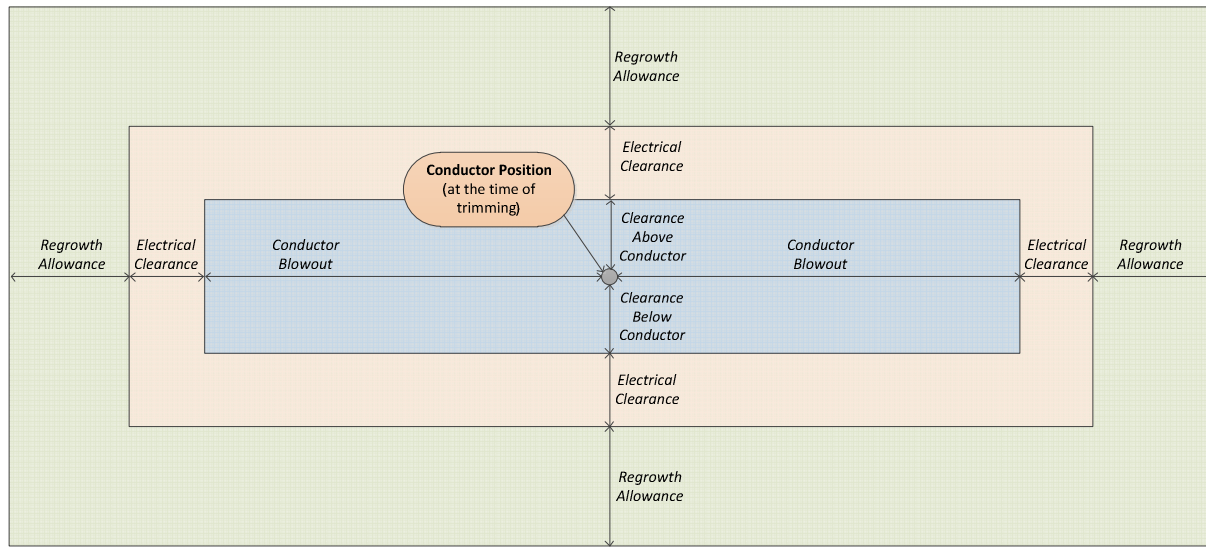 Regrowth
Allowance
Electrical
Clearance
Conductor Position
(at the time of
trimming)
Clearance
Above
Conductor
Regrowth
Allowance
Electrical
Clearance
Conductor
Blowout
Conductor
Blowout
Electrical
Clearance
Regrowth
Allowance
Clearance
Below
Conductor
Electrical
Clearance
Regrowth
Allowance